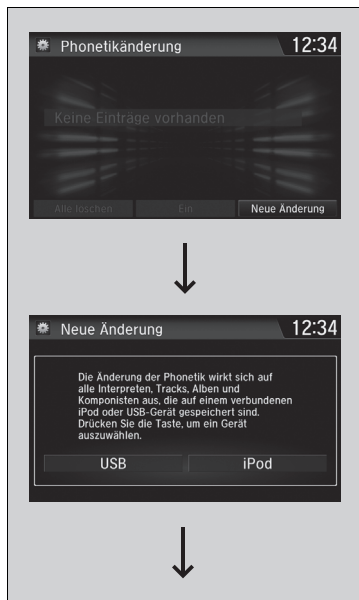 Phonetikänderung 12:34
Keine Einträge vorhanden
Alle löschen Ein Neue Änderung
Neue Änderung 12:34
Die Änderung der Phonetik wirkt sich auf
alle Interpreten, Tracks, Alben und
Komponisten aus, die auf einem verbundenen
iPod oder USB-Gerät gespeichert sind.
Drücken Sie die Taste, um ein Gerät
auszuwählen.
USB iPod